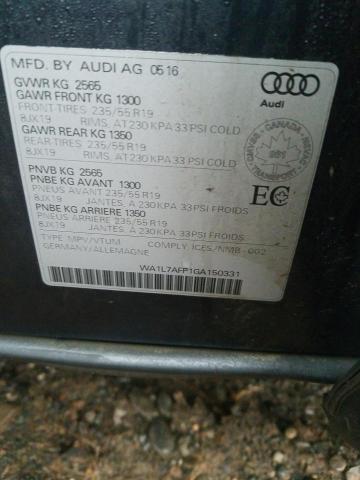 MFD. BY AUDI AG 05 16
GVWR KG 2565
GAWR FRONT KG 1300
FRONT-TIRES 235/55 R19
8JX19 RIMS, AT 230 KPA 33 PSI COLD
GAWR REAR KG 1350
REAR-TIRES 235/55 R19
8JX19 RIMS, AT 230 KPA 33 PSI COLD
PNVB KG 2565
PNBE KG AVANT 1300
PNEUS AVANT 235/55 R19
8JX19 JANTES, A 230 KPA 33 PSI FROIDS
PNBE KG ARRIERE 1350
PNEUS ARRIERE 235/55 R19
8JX19 JANTES, A 230 KPA 33 PSI FROIDS
TYPE: MPV/VTUM COMPLY: ICES/NMB-002
GERMANY/ALLEMAGNE
WA1L7AFP1GA150331
Audi
CANADA
TRANSPORT
EC